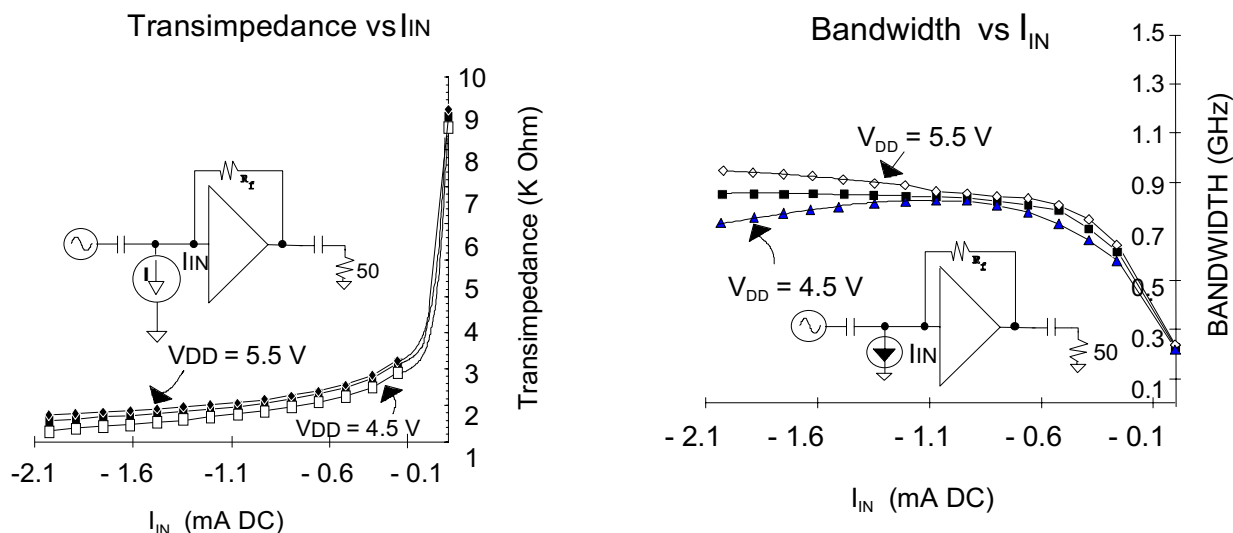 Transimpedance vs IIN
10
9
8
7
6
5
4
3
2
1
Transimpedance (K Ohm)
Rf
I
IIN
50
VDD = 5.5 V
VDD = 4.5 V
-2.1
- 1.6
-1.1
- 0.6
- 0.1
IIN (mA DC)
Bandwidth vs IIN
1.5
1.3
1.1
0.9
0.7
0.5
0.3
0.1
BANDWIDTH (GHz)
VDD = 5.5 V
VDD = 4.5 V
Rf
IIN
50
- 2.1
- 1.6
- 1.1
- 0.6
- 0.1
IIN (mA DC)